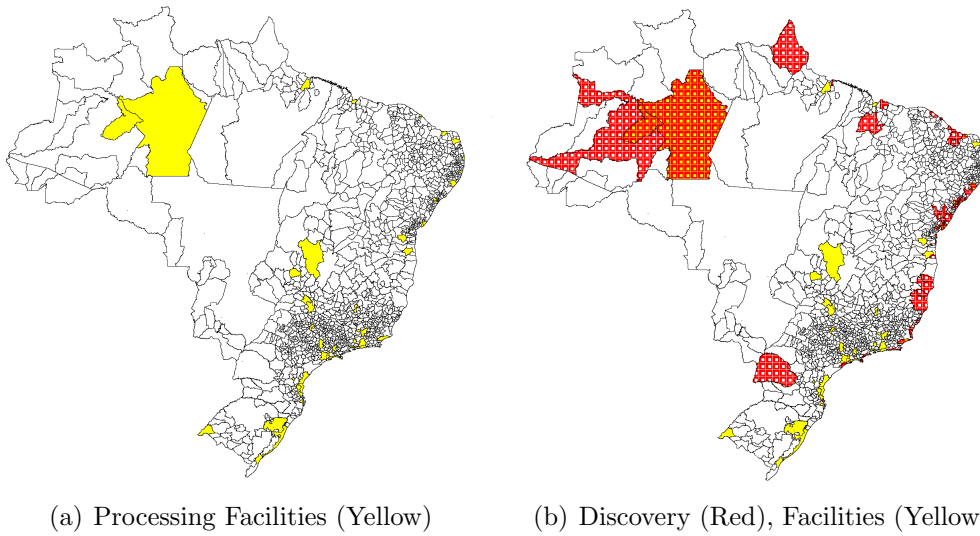 (a) Processing Facilities (Yellow)
(b) Discovery (Red), Facilities (Yellow